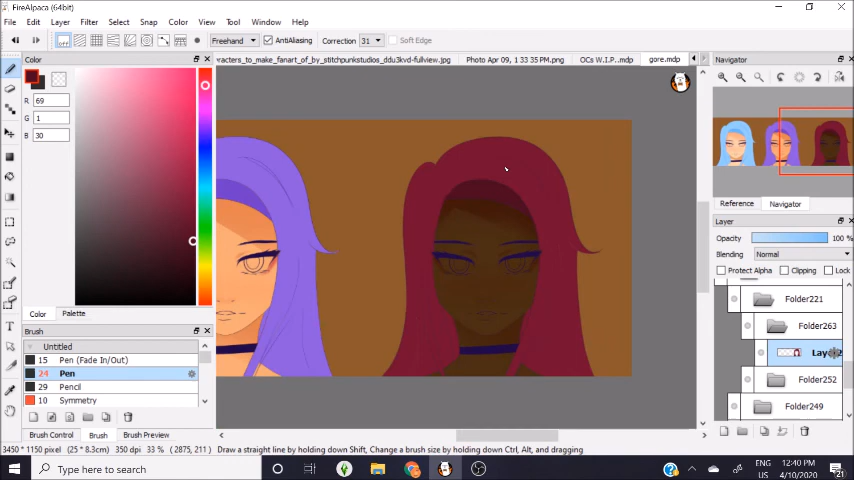 FireAlpaca (64bit)
File Edit Layer Filter Select Snap Color View Tool Window Help
off Freehand AntiAliasing Correction 31 Soft Edge
Color
racters_to_make_fanart_of_by_stitchpunkstudios_ddu3kvd-fullview.jpg Photo Apr 09, 1 33 35 PM.png OCs W.I.P...mdp gore.mdp
Navigator
R 69
G 1
B 30
Reference Navigator
Layer
Opacity 100 %
Blending Normal
Protect Alpha Clipping Lock
Folder221
Folder263
Folder252
Folder249
Color Palette
Brush
Untitled
15 Pen (Fade In/Out)
24 Pen
29 Pencil
10 Symmetry
Brush Control Brush Brush Preview
3450 * 1150 pixel (25 * 8.3cm) 350 dpi 33 % (2875, 211) Draw a straight line by holding down Shift, Change a brush size by holding down Ctrl, Alt, and dragging
Type here to search
ENG
US
12:40 PM
4/10/2020
21